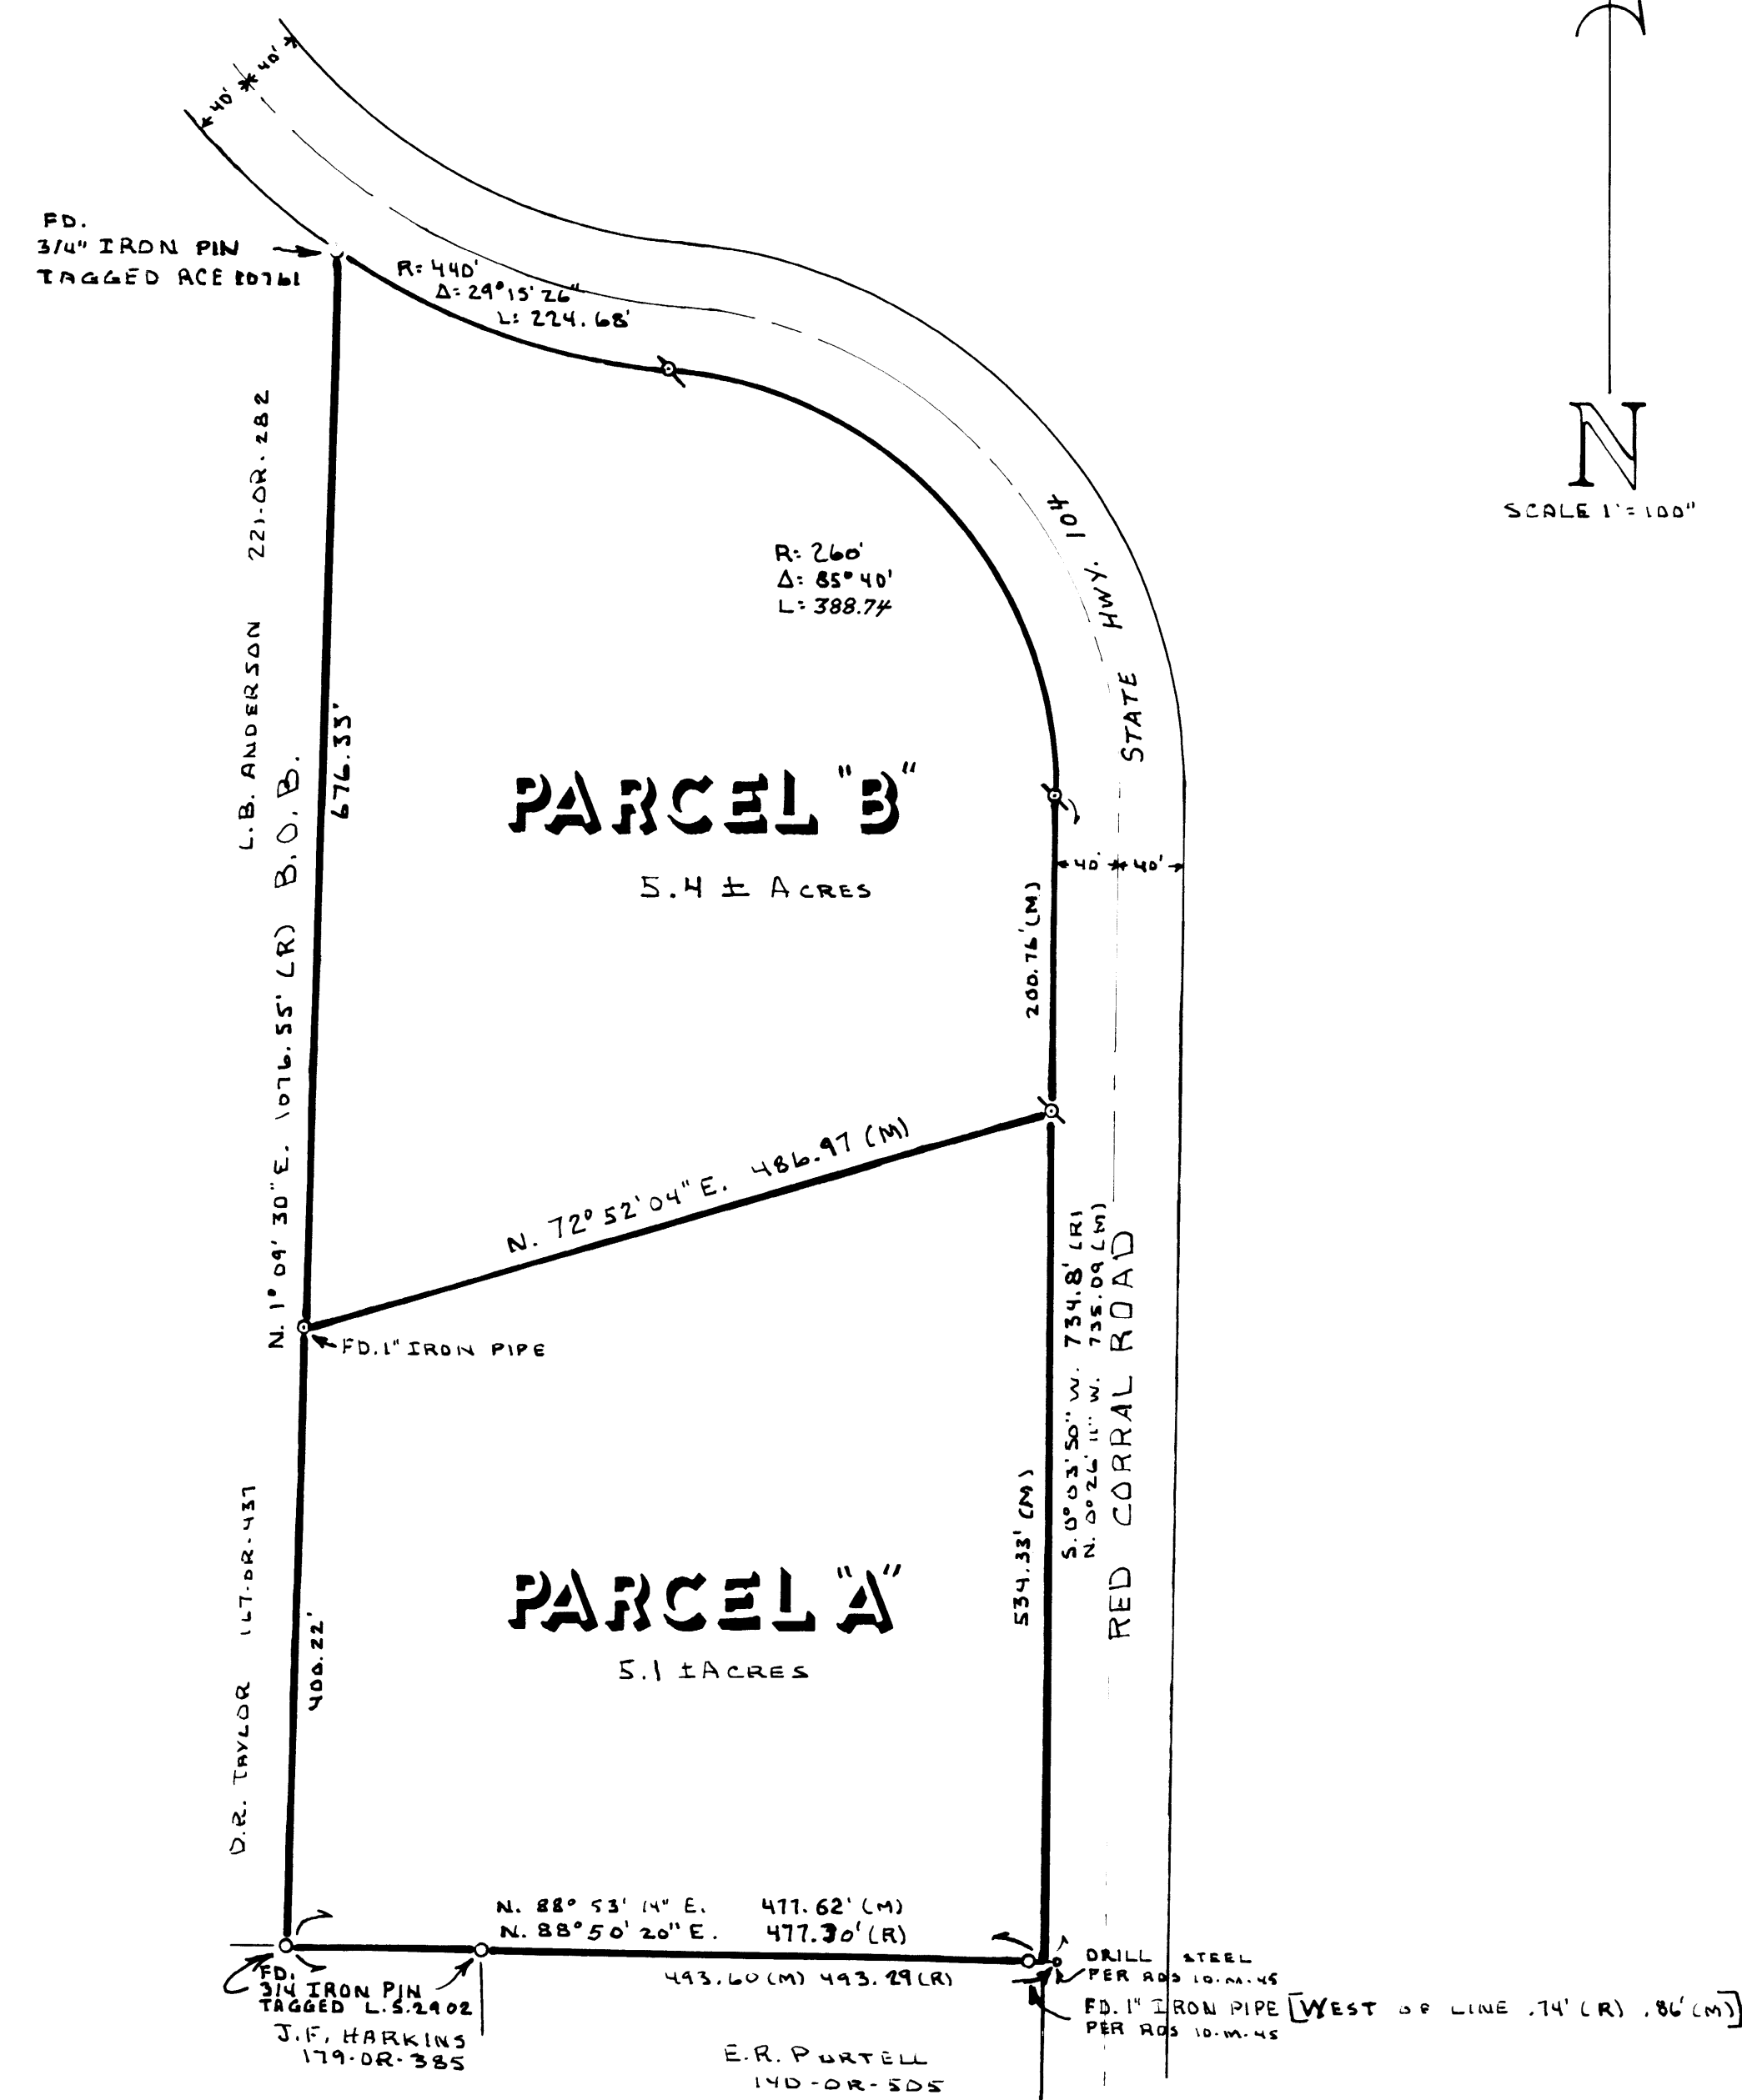 40'
40'
FD.
3/4" IRON PIN
TAGGED RCE 10761
R: 440'
Δ: 29° 15' 26"
L: 224.68'
N
SCALE 1' = 100"
R: 260'
Δ: 85° 40'
L: 388.74
STATE HWY. 104
L.B. ANDERSON 221-OR-282
676.33'
N. 1° 09' 30" E. 1076.55' (R) B.O.B.
PARCEL "B"
5.4 ± ACRES
40' 40'
200.76' (M)
N. 72° 52' 04" E. 486.97 (M)
FD. 1" IRON PIPE
S. 0° 03' 50" W. 734.8' (R)
N. 0° 26' 11" W. 735.09 (M)
RED CORRAL ROAD
534.33' (M)
D.R. TAYLOR 167-OR-437
400.22'
PARCEL "A"
5.1 ± ACRES
N. 88° 53' 14" E. 477.62' (M)
N. 88° 50' 20" E. 477.30' (R)
493.60 (M) 493.29 (R)
FD.
3/4 IRON PIN
TAGGED L.S. 2902
J.F. HARKINS
179-OR-385
E.R. PURTELL
140-OR-505
DRILL STEEL
PER ROS 10-M-45
FD. 1" IRON PIPE [WEST OF LINE .74' (R) .86' (M)]
PER ROS 10-M-45